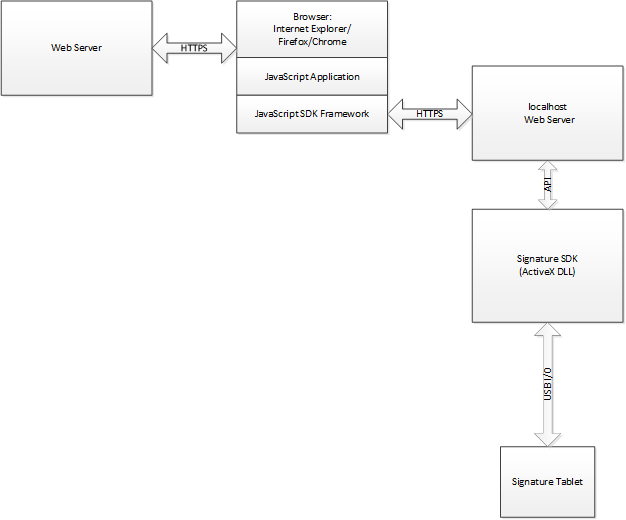 Web Server
HTTPS
Browser:
Internet Explorer/
Firefox/Chrome
JavaScript Application
JavaScript SDK Framework
HTTPS
localhost
Web Server
API
Signature SDK
(ActiveX DLL)
USB I/O
Signature Tablet